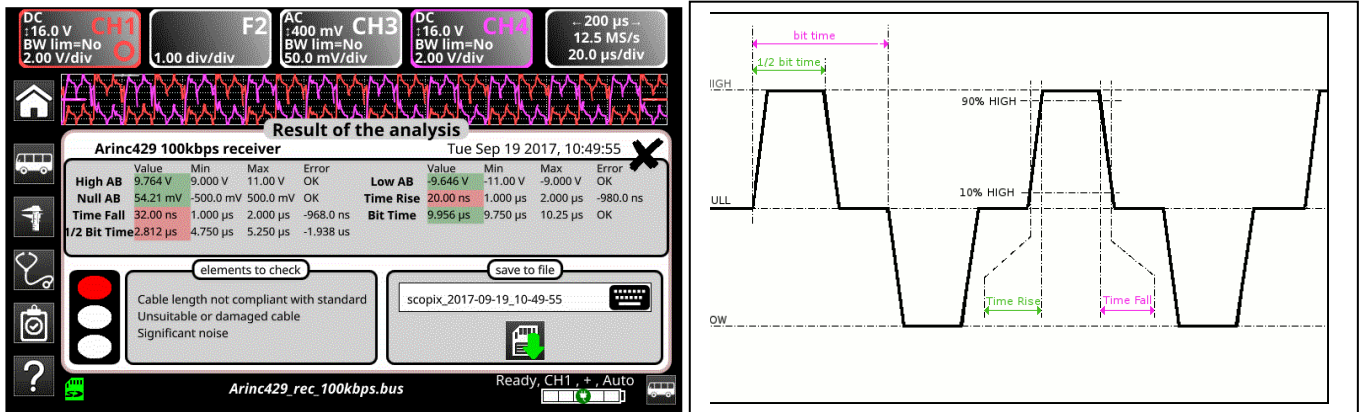 DC
↕16.0 V
BW lim=No
2.00 V/div
CH1
F2
1.00 div/div
AC
↕400 mV
BW lim=No
50.0 mV/div
CH3
DC
↕16.0 V
BW lim=No
2.00 V/div
CH4
←200 µs→
12.5 MS/s
20.0 µs/div
Result of the analysis
Arinc429 100kbps receiver Tue Sep 19 2017, 10:49:55
Value Min Max Error Value Min Max Error
High AB 9.764 V 9.000 V 11.00 V OK Low AB -9.646 V -11.00 V -9.000 V OK
Null AB 54.21 mV -500.0 mV 500.0 mV OK Time Rise 20.00 ns 1.000 µs 2.000 µs -980.0 ns
Time Fall 32.00 ns 1.000 µs 2.000 µs -968.0 ns Bit Time 9.956 µs 9.750 µs 10.25 µs OK
1/2 Bit Time 2.812 µs 4.750 µs 5.250 µs -1.938 us
elements to check
Cable length not compliant with standard
Unsuitable or damaged cable
Significant noise
save to file
scopix_2017-09-19_10-49-55
Arinc429_rec_100kbps.bus
Ready, CH1 , + , Auto
?
bit time
1/2 bit time
IGH
90% HIGH
10% HIGH
ULL
Time Rise
Time Fall
OW